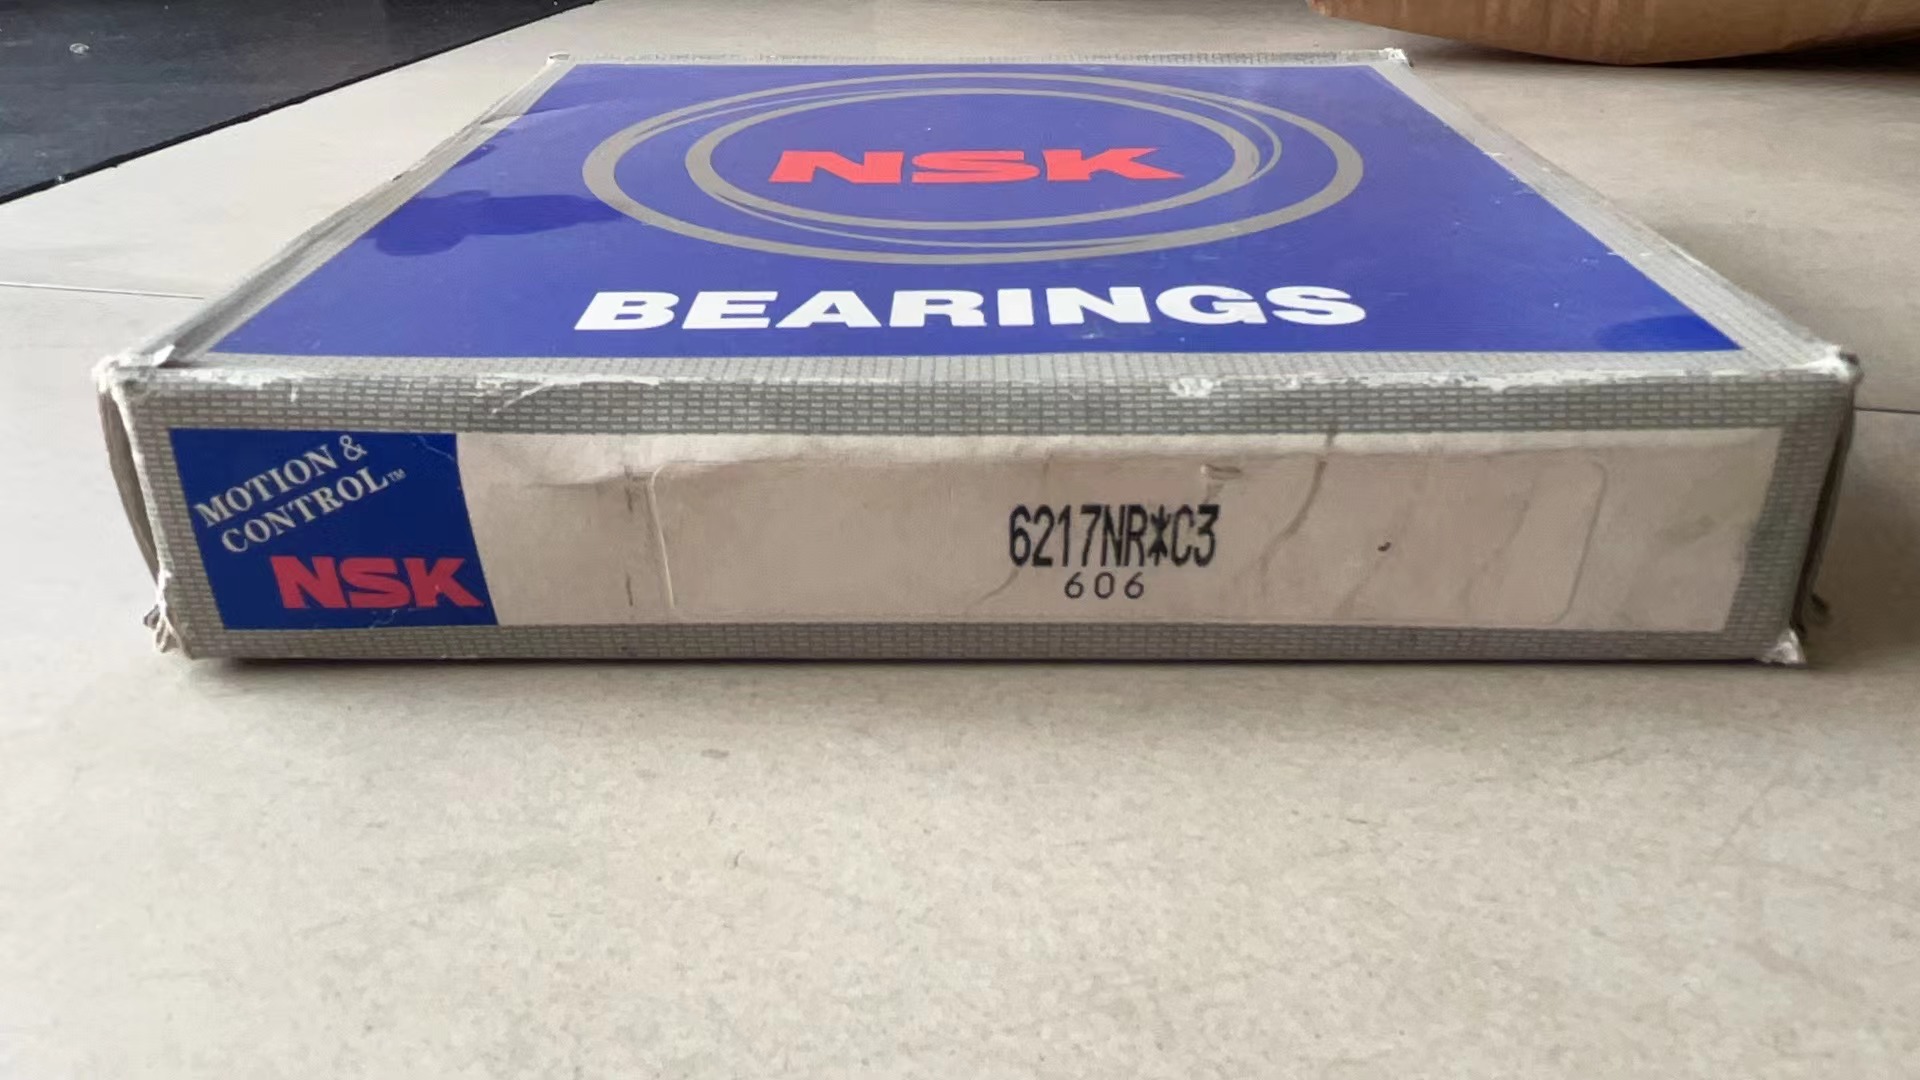 NSK
BEARINGS
MOTION &
CONTROL™
NSK
6217NR*C3
606